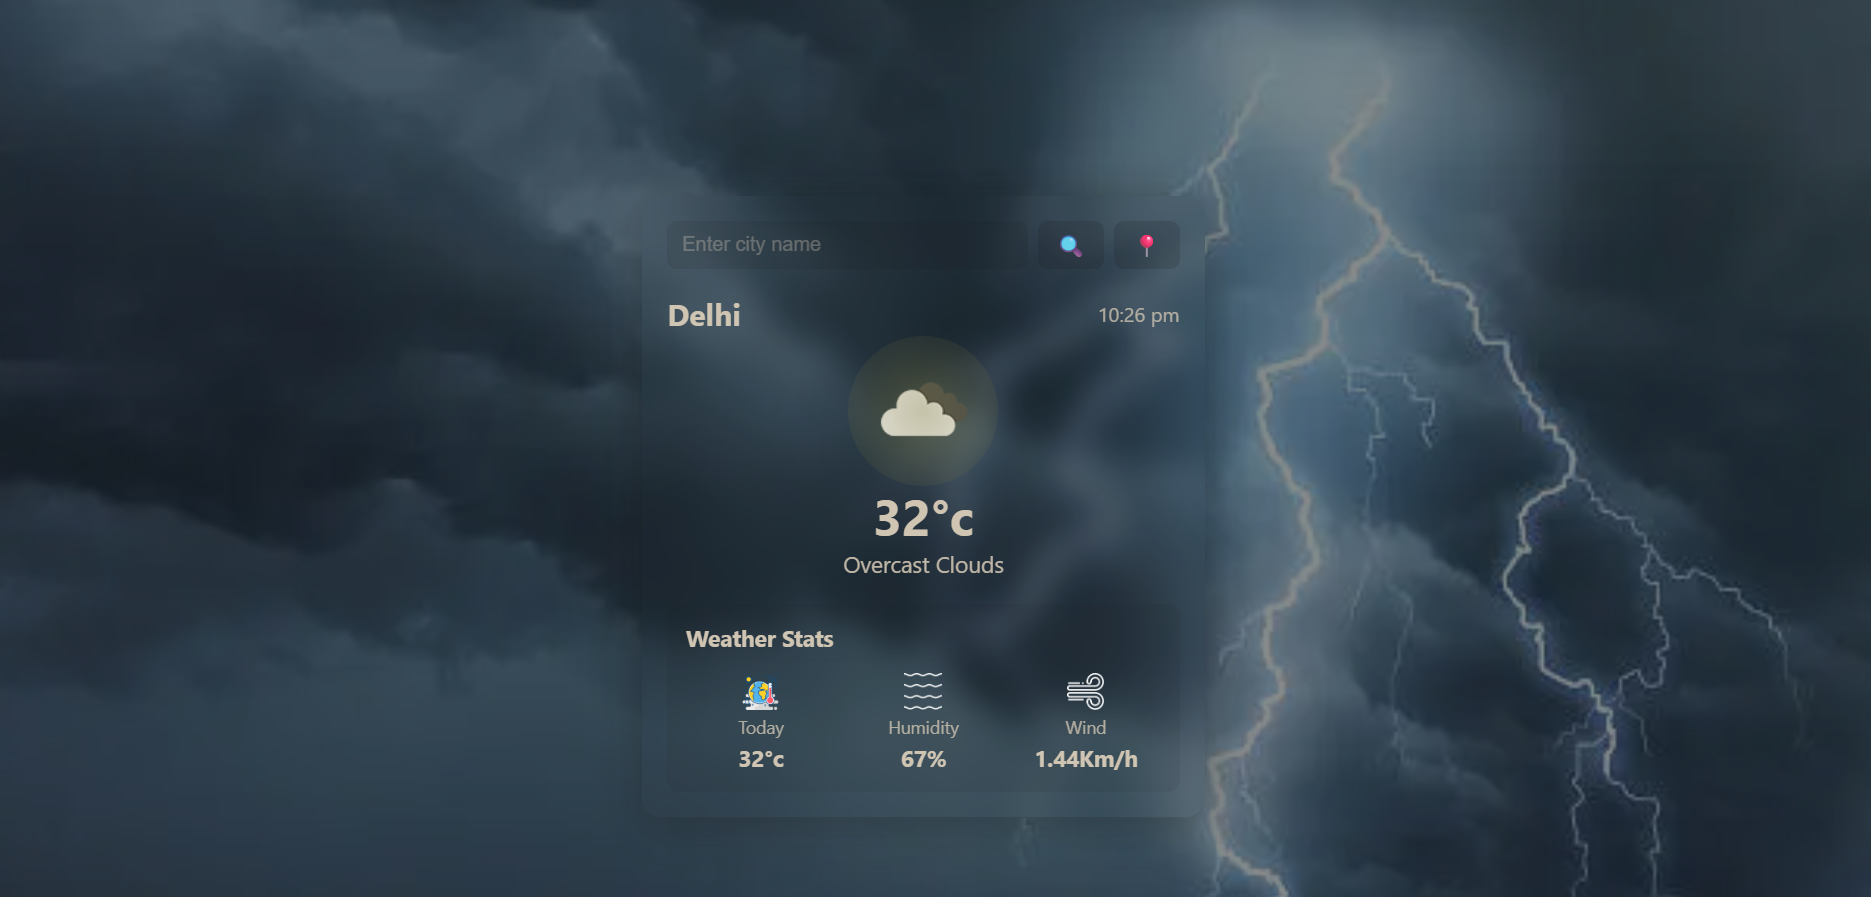 Enter city name
Delhi
10:26 pm
32°c
Overcast Clouds
Weather Stats
Today
Humidity
Wind
32°c
67%
1.44Km/h